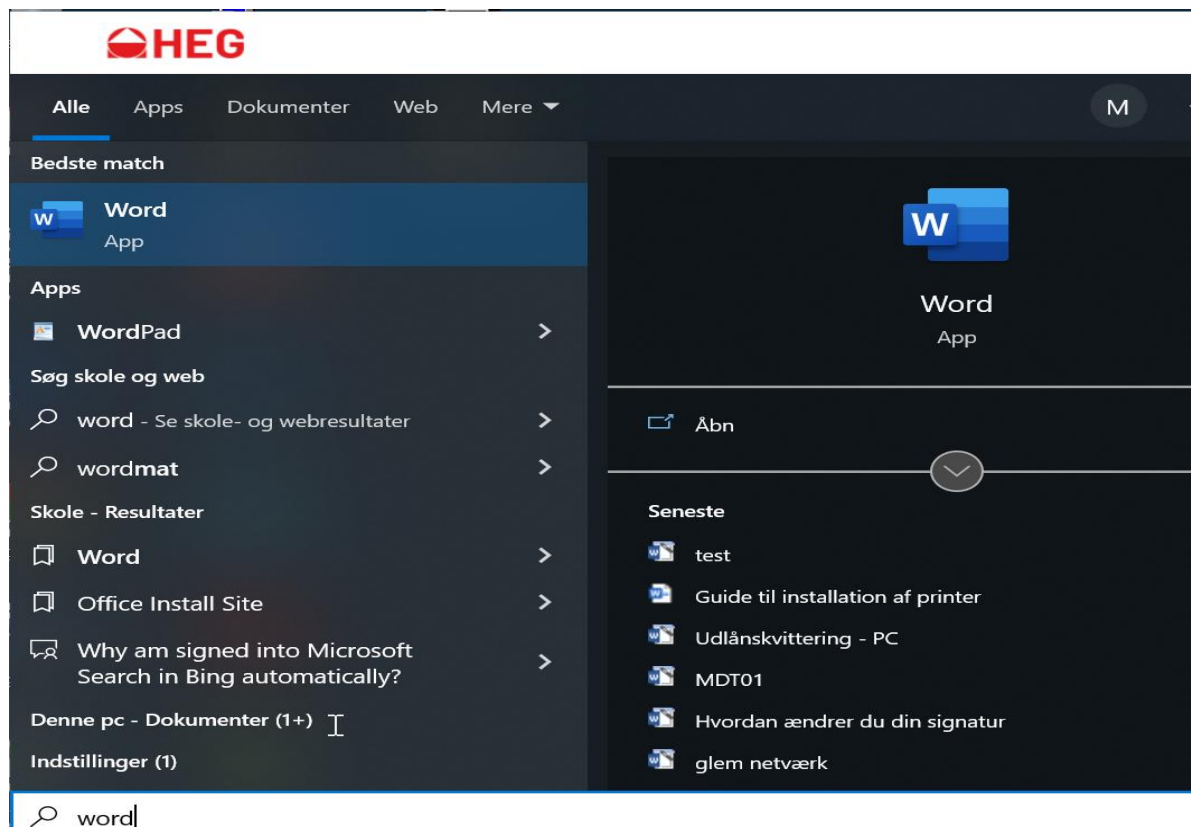 HEG
Alle Apps Dokumenter Web Mere
M
Bedste match
Word
App
Apps
WordPad
Søg skole og web
word - Se skole- og webresultater
wordmat
Skole - Resultater
Word
Office Install Site
Why am signed into Microsoft
Search in Bing automatically?
Denne pc - Dokumenter (1+)
Indstillinger (1)
word
W
Word
App
Åbn
Seneste
test
Guide til installation af printer
Udlånskvittering - PC
MDT01
Hvordan ændrer du din signatur
glem netværk